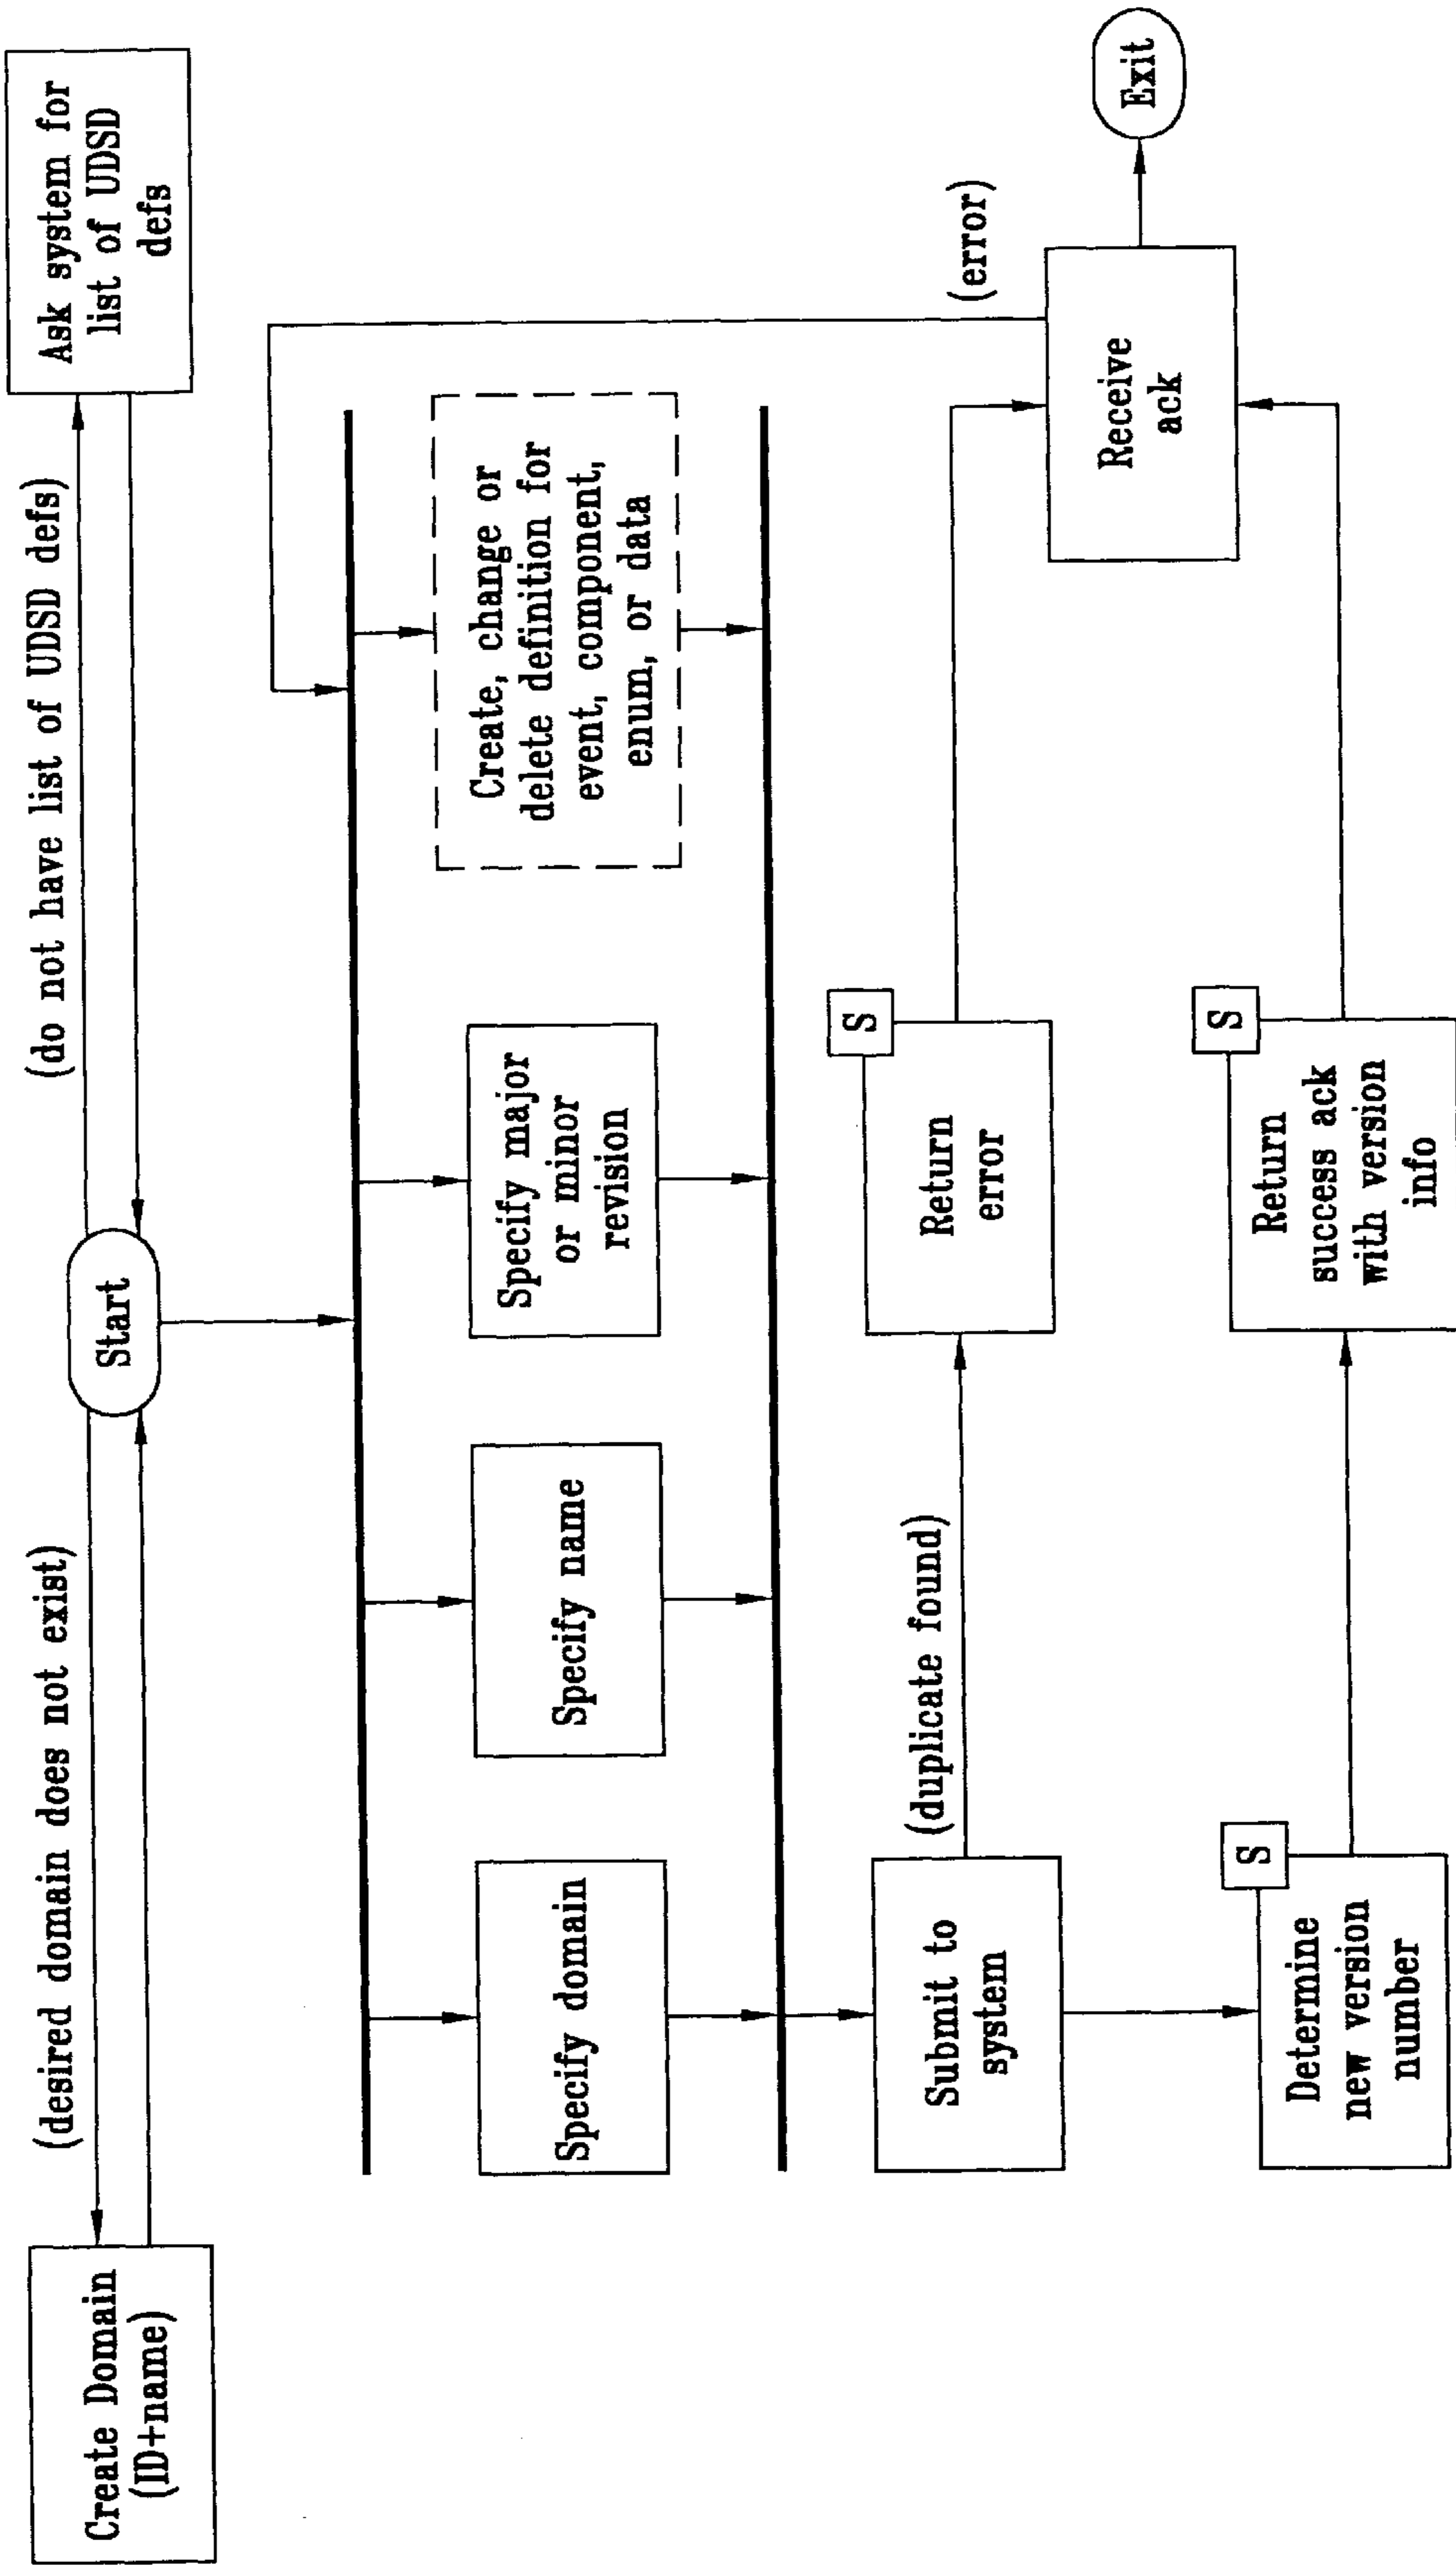 (desired domain does not exist)
(do not have list of UDSD defs)
Create Domain
(ID+name)
Start
Ask system for
list of UDSD
defs
Specify domain
Specify name
Specify major
or minor
revision
Create, change or
delete definition for
event, component,
enum, or data
Submit to
system
(duplicate found)
S
Return
error
(error)
Receive
ack
Exit
S
Determine
new version
number
S
Return
success ack
with version
info